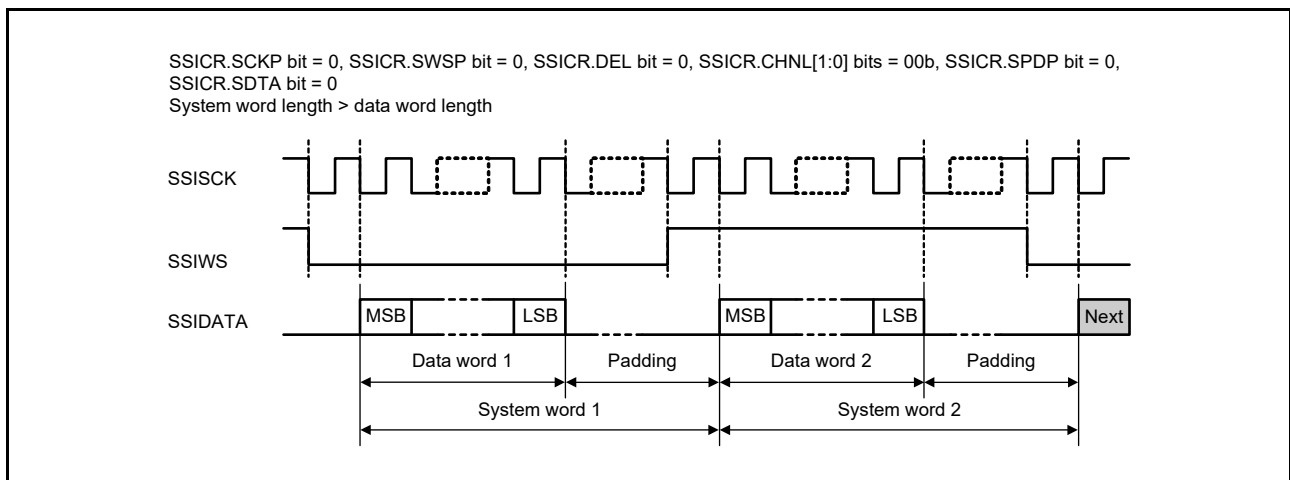 SSICR.SCKP bit = 0, SSICR.SWSP bit = 0, SSICR.DEL bit = 0, SSICR.CHNL[1:0] bits = 00b, SSICR.SPDP bit = 0,
SSICR.SDTA bit = 0
System word length > data word length
SSISCK
SSIWS
SSIDATA
MSB
LSB
MSB
LSB
Next
Data word 1
Padding
Data word 2
Padding
System word 1
System word 2